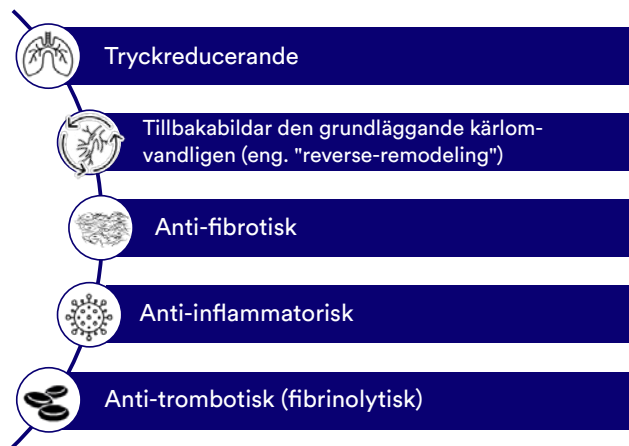 Tryckreducerande
Tillbakabildar den grundläggande kärlom-
vandligen (eng. "reverse-remodeling")
Anti-fibrotisk
Anti-inflammatorisk
Anti-trombotisk (fibrinolytisk)